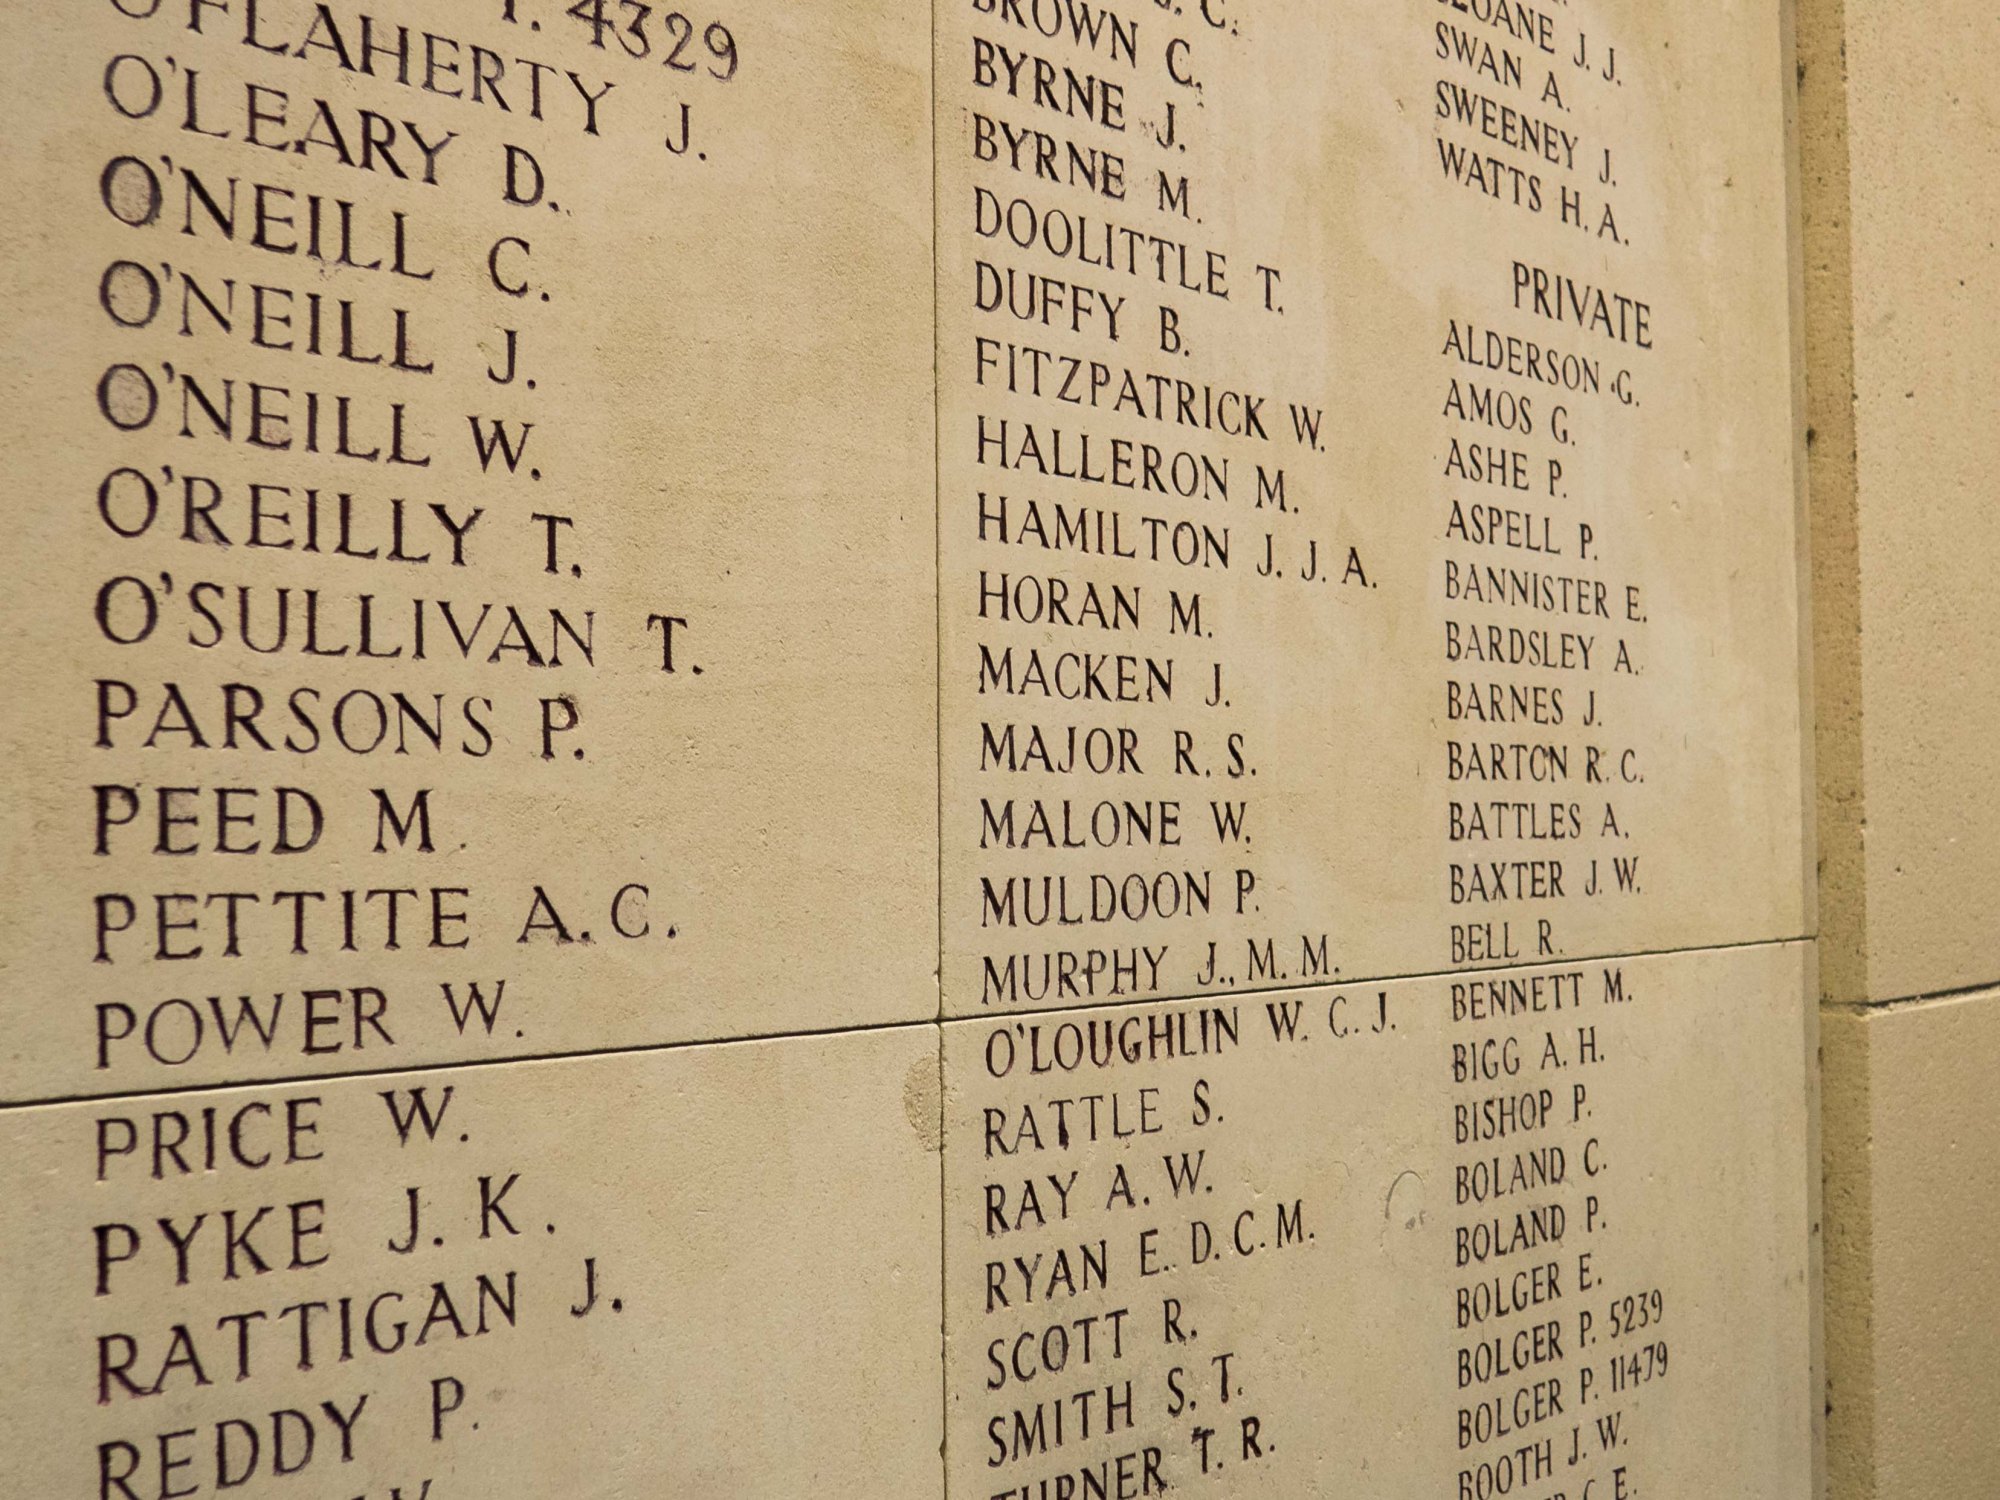 T. 4329
O'FLAHERTY J.
O'LEARY D.
O'NEILL C.
O'NEILL J.
O'NEILL W.
O'REILLY T.
O'SULLIVAN T.
PARSONS P.
PEED M.
PETTITE A.C.
POWER W.
PRICE W.
PYKE J.K.
RATTIGAN J.
REDDY P.
BROWN C.
BYRNE J.
BYRNE M.
DOOLITTLE T.
DUFFY B.
FITZPATRICK W.
HALLERON M.
HAMILTON J. J. A.
HORAN M.
MACKEN J.
MAJOR R. S.
MALONE W.
MULDOON P.
MURPHY J., M. M.
O'LOUGHLIN W. C. J.
RATTLE S.
RAY A. W.
RYAN E. D.C.M.
SCOTT R.
SMITH S. T.
TURNER T. R.
SLOANE J. J.
SWAN A.
SWEENEY J.
WATTS H. A.
PRIVATE
ALDERSON G.
AMOS G.
ASHE P.
ASPELL P.
BANNISTER E.
BARDSLEY A.
BARNES J.
BARTON R. C.
BATTLES A.
BAXTER J. W.
BELL R.
BENNETT M.
BIGG A. H.
BISHOP P.
BOLAND C.
BOLAND P.
BOLGER E.
BOLGER P. 5239
BOLGER P. 11479
BOOTH J. W.